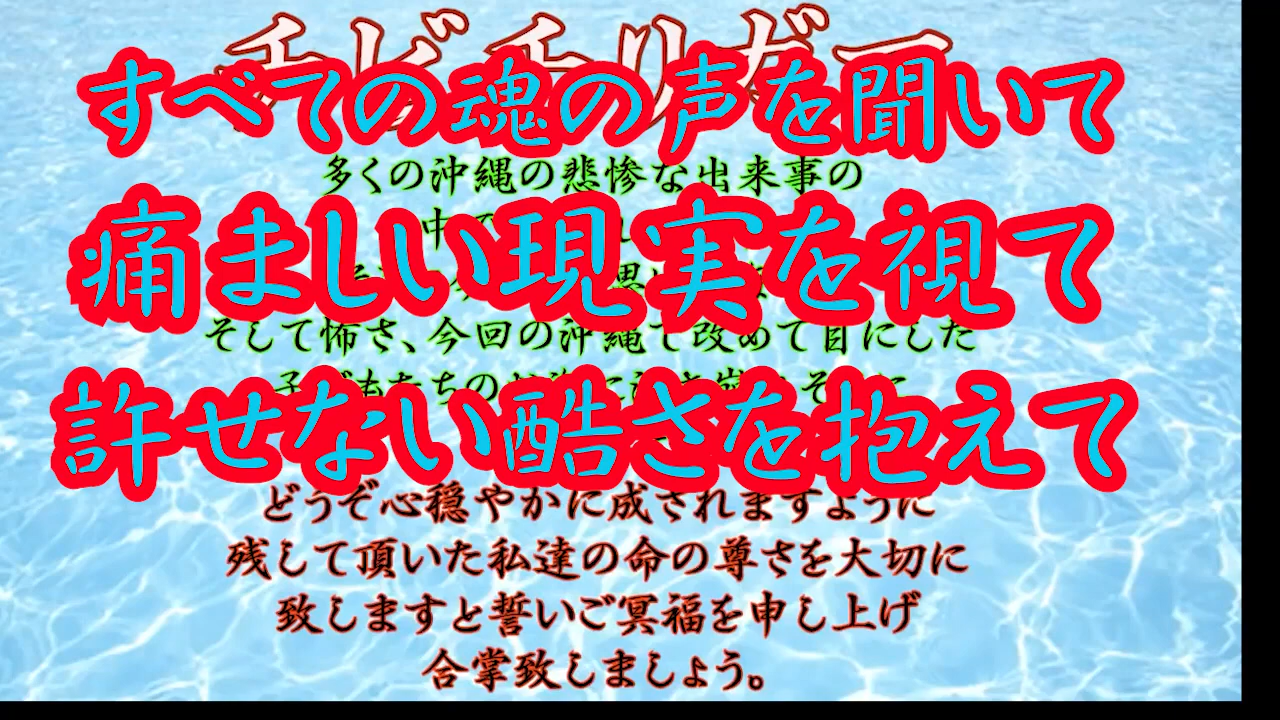 チビチリガマ
すべての魂の声を聞いて
多くの沖縄の悲惨な出来事の
痛ましい現実を視て
そして怖さ、今回の沖縄で改めて目にした
許せない酷さを抱えて
どうぞ心穏やかに成されますように
残して頂いた私達の命の尊さを大切に
致しますと誓いご冥福を申し上げ
合掌致しましょう。